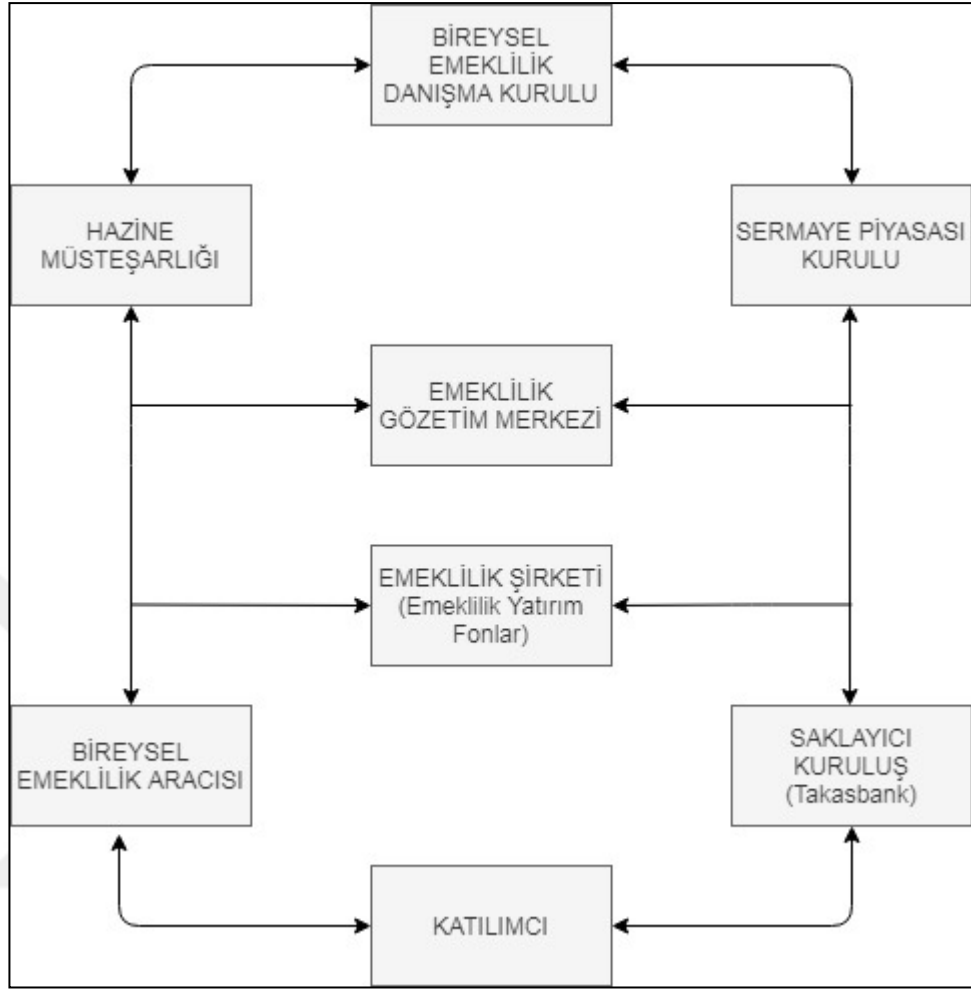 BİREYSEL
EMEKLİLİK
DANIŞMA KURULU
HAZİNE
MÜSTEŞARLIĞI
SERMAYE PİYASASI
KURULU
EMEKLİLİK
GÖZETİM MERKEZİ
EMEKLİLİK ŞİRKETİ
(Emeklilik Yatırım
Fonlar)
BİREYSEL
EMEKLİLİK ARACISI
SAKLAYICI
KURULUŞ
(Takasbank)
KATILIMCI